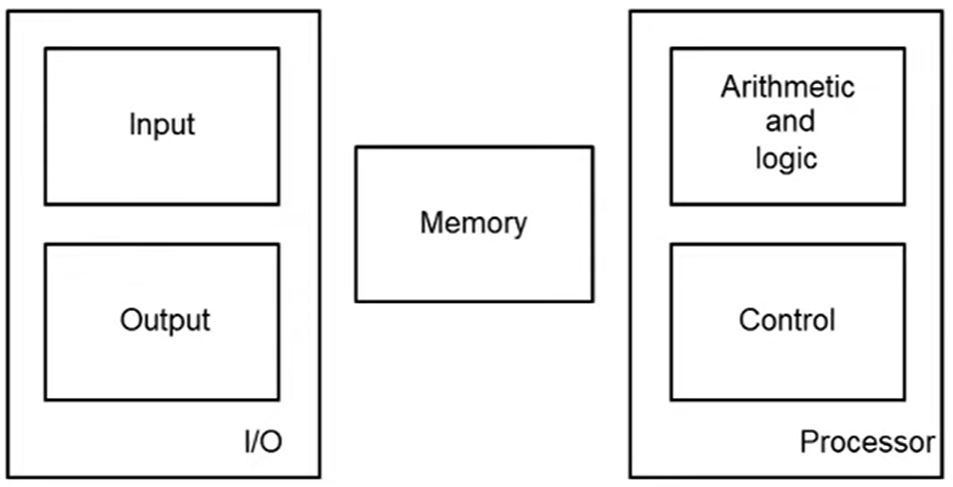 Input
Output
I/O
Memory
Arithmetic
and
logic
Control
Processor